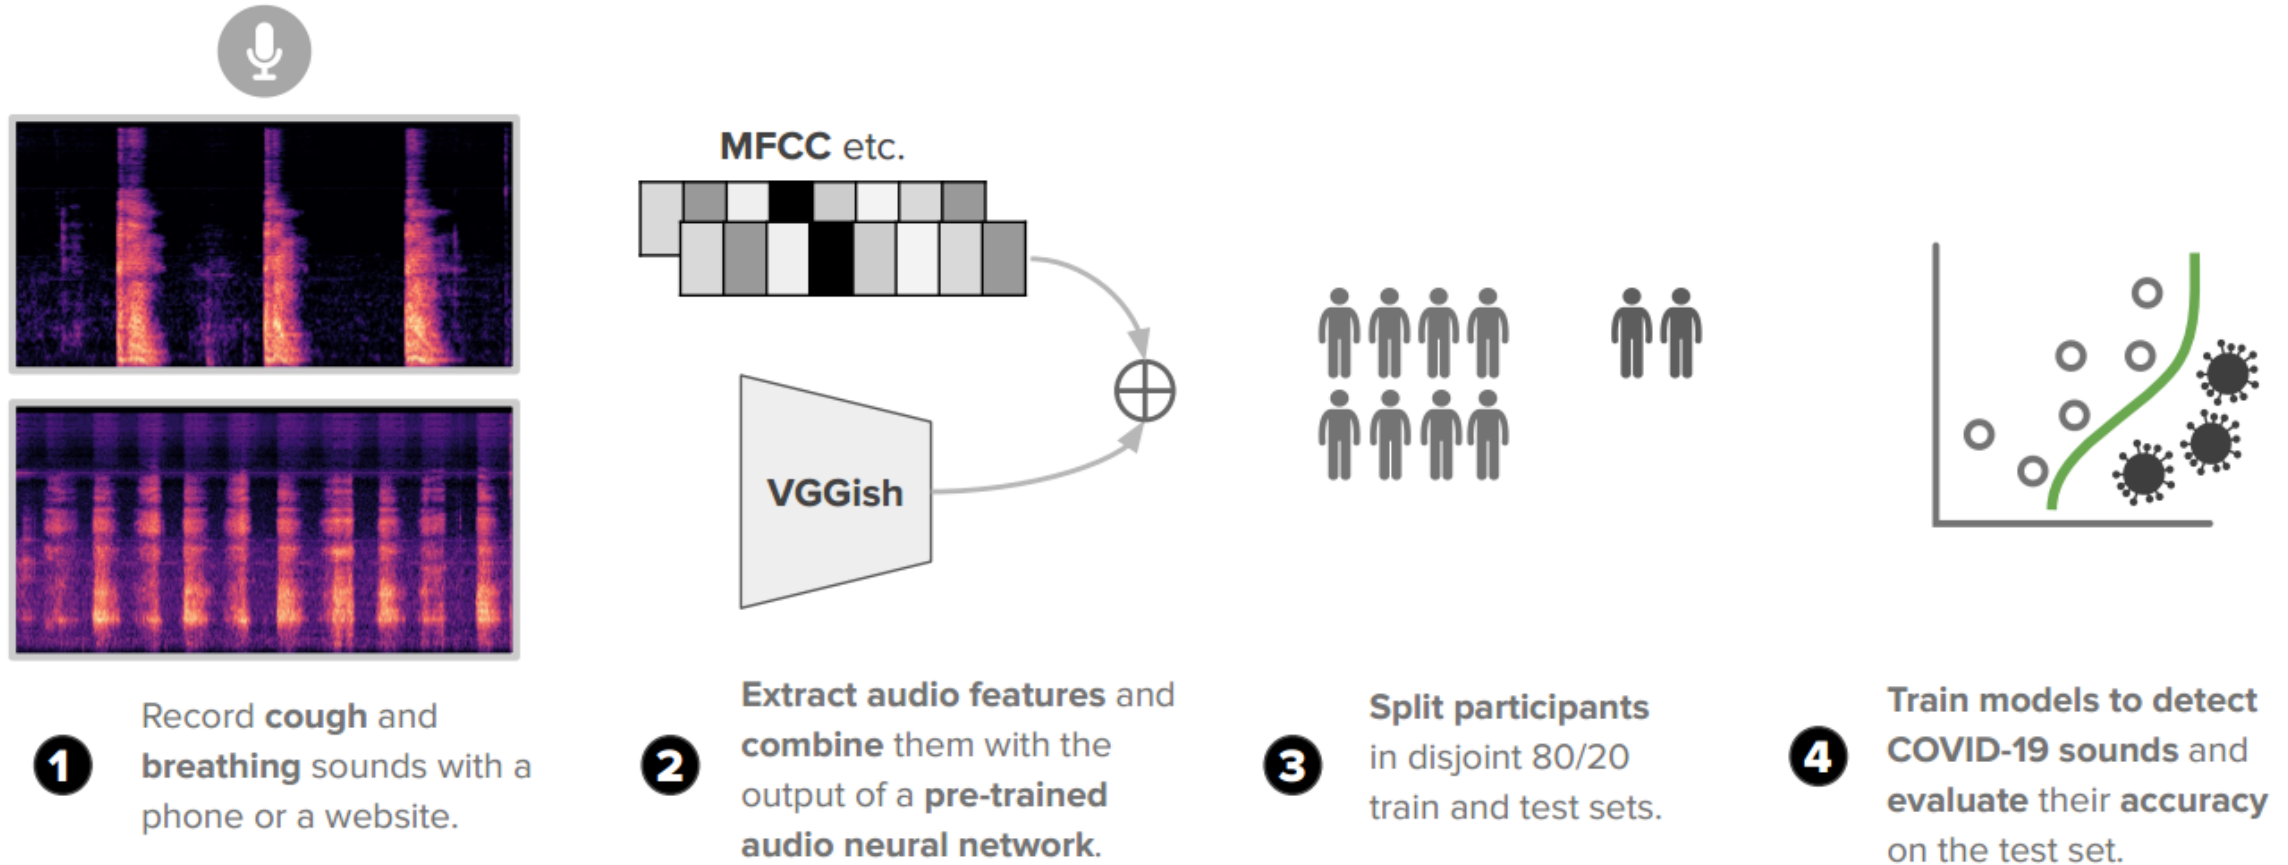 MFCC etc.
VGGish
1
Record cough and
breathing sounds with a
phone or a website.
2
Extract audio features and
combine them with the
output of a pre-trained
audio neural network.
3
Split participants
in disjoint 80/20
train and test sets.
4
Train models to detect
COVID-19 sounds and
evaluate their accuracy
on the test set.